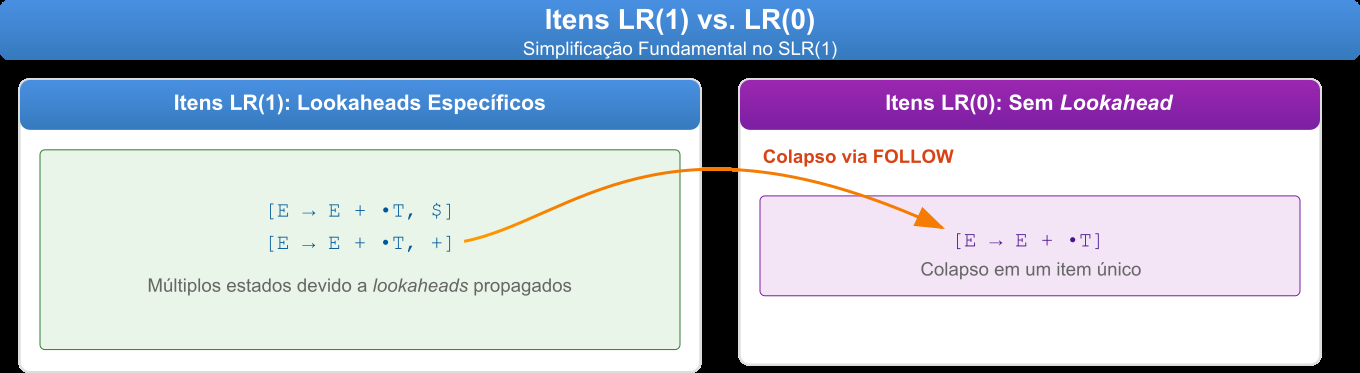 Itens LR(1) vs. LR(0)
Simplificação Fundamental no SLR(1)
Itens LR(1): Lookaheads Específicos
[E → E + •T, $]
[E → E + •T, +]
Múltiplos estados devido a lookaheads propagados
Itens LR(0): Sem Lookahead
Colapso via FOLLOW
[E → E + •T]
Colapso em um item único